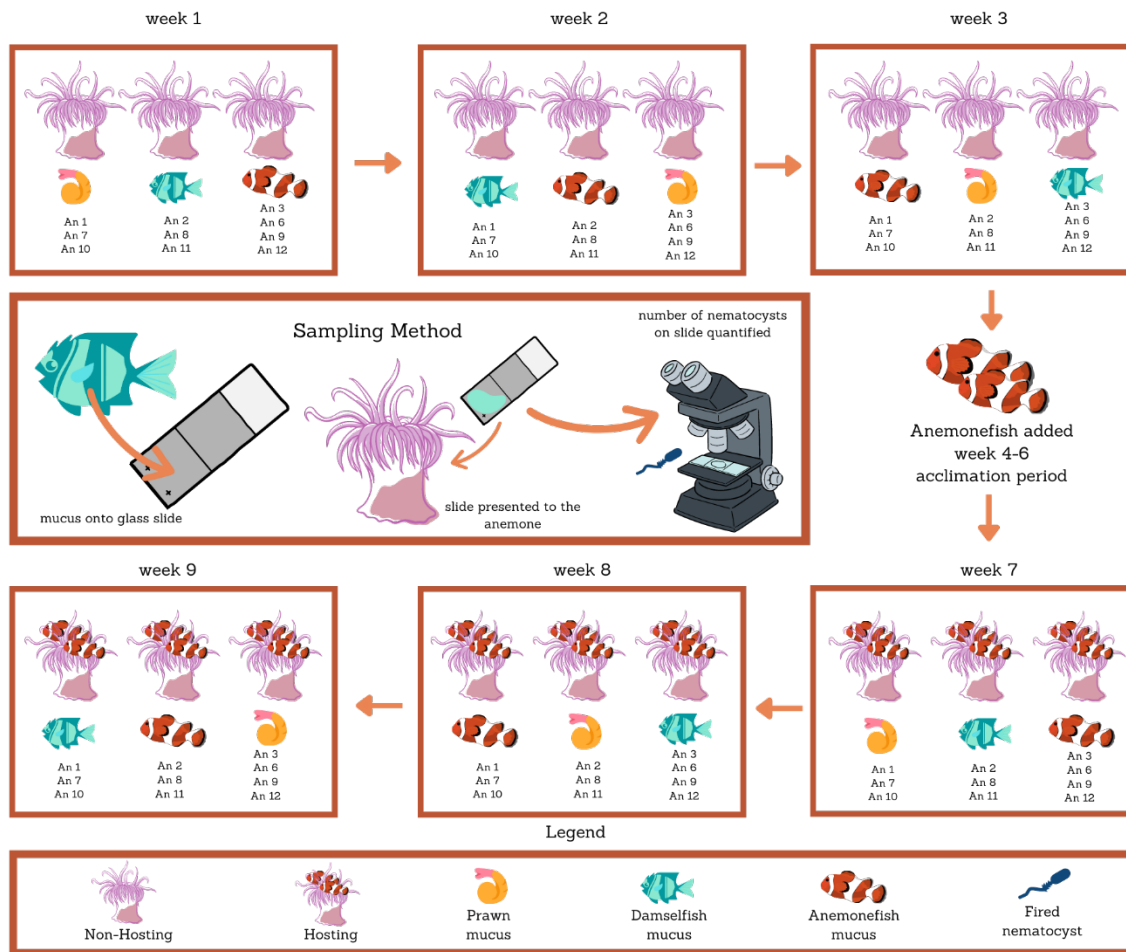 week 1
week 2
week 3
An 1
An 7
An 10
An 2
An 8
An 11
An 3
An 6
An 9
An 12
An 1
An 7
An 10
An 2
An 8
An 11
An 3
An 6
An 9
An 12
An 1
An 7
An 10
An 2
An 8
An 11
An 3
An 6
An 9
An 12
Sampling Method
mucus onto glass slide
slide presented to the
anemone
number of nematocysts
on slide quantified
Anemonefish added
week 4-6
acclimation period
week 9
week 8
week 7
An 1
An 7
An 10
An 2
An 8
An 11
An 3
An 6
An 9
An 12
An 1
An 7
An 10
An 2
An 8
An 11
An 3
An 6
An 9
An 12
An 1
An 7
An 10
An 2
An 8
An 11
An 3
An 6
An 9
An 12
Legend
Non-Hosting
Hosting
Prawn
mucus
Damselfish
mucus
Anemonefish
mucus
Fired
nematocyst